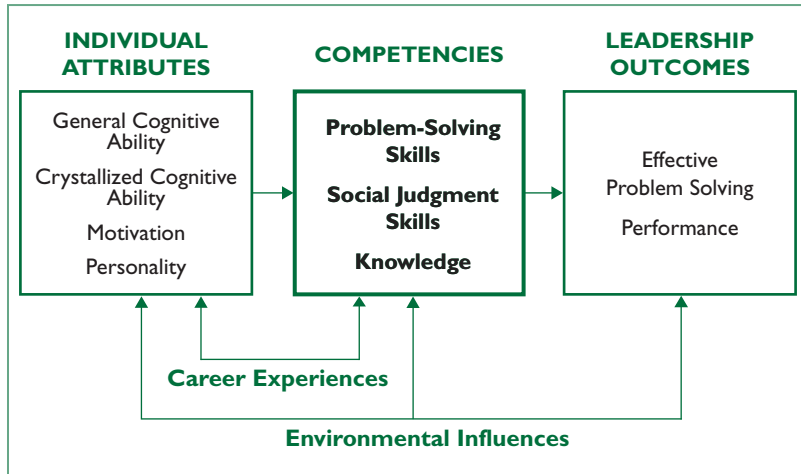 INDIVIDUAL
ATTRIBUTES
General Cognitive
Ability
Crystallized Cognitive
Ability
Motivation
Personality
COMPETENCIES
Problem-Solving
Skills
Social Judgment
Skills
Knowledge
LEADERSHIP
OUTCOMES
Effective
Problem Solving
Performance
Career Experiences
Environmental Influences